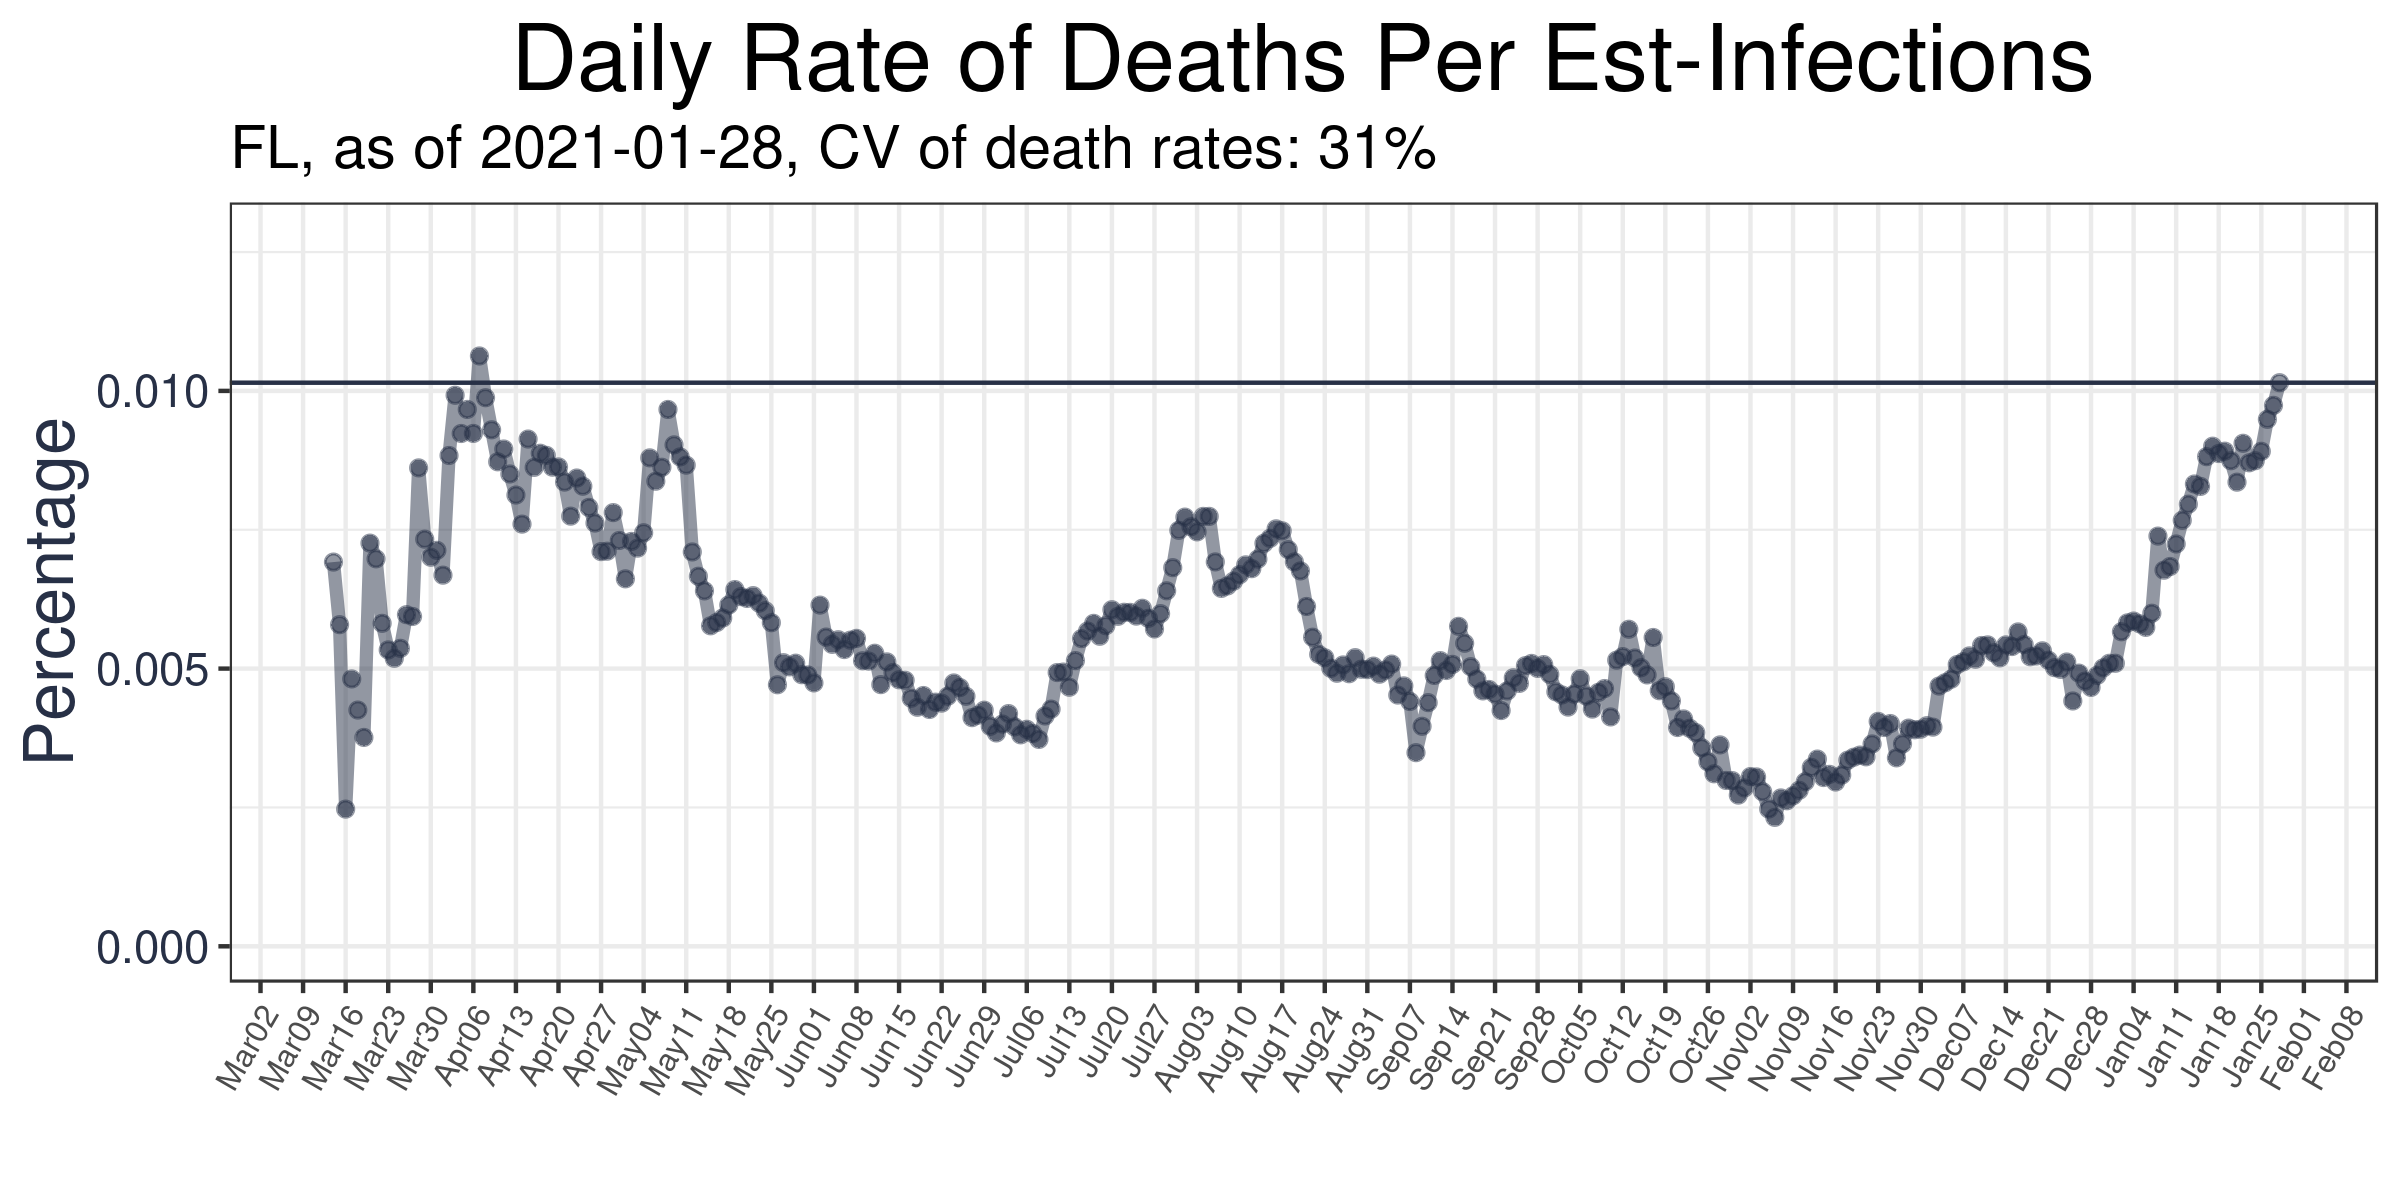 Daily Rate of Deaths Per Est-Infections
FL, as of 2021-01-28, CV of death rates: 31%
Percentage
0.010
0.005
0.000
Mar02 Mar09 Mar16 Mar23 Mar30 Apr06 Apr13 Apr20 Apr27 May04 May11 May18 May25 Jun01 Jun08 Jun15 Jun22 Jun29 Jul06 Jul13 Jul20 Jul27 Aug03 Aug10 Aug17 Aug24 Aug31 Sep07 Sep14 Sep21 Sep28 Oct05 Oct12 Oct19 Oct26 Nov02 Nov09 Nov16 Nov23 Nov30 Dec07 Dec14 Dec21 Dec28 Jan04 Jan11 Jan18 Jan25 Feb01 Feb08